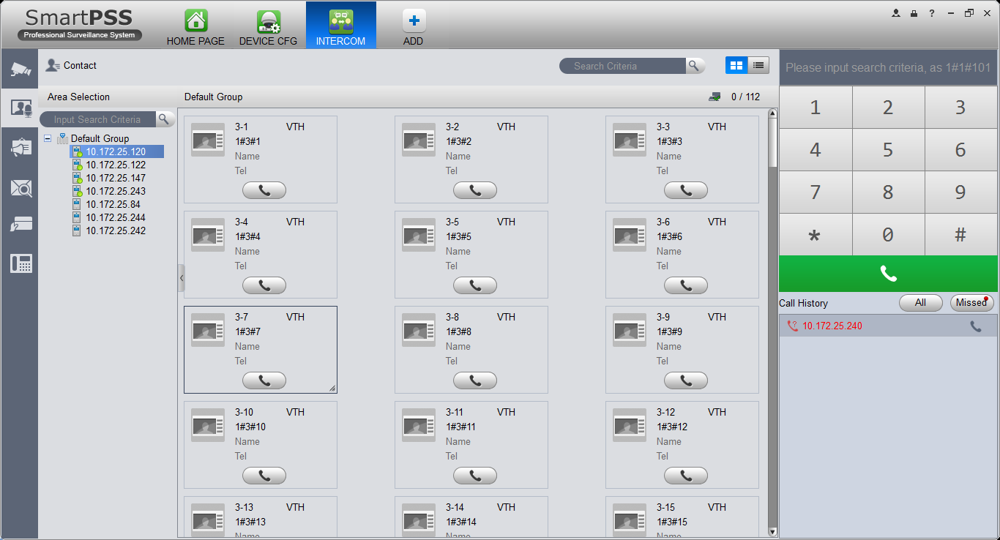 SmartPSS
Professional Surveillance System
HOME PAGE
DEVICE CFG
INTERCOM
ADD
?
Contact
Search Criteria
Please input search criteria, as 1#1#101
Area Selection
Input Search Criteria
Default Group
10.172.25.120
10.172.25.122
10.172.25.147
10.172.25.243
10.172.25.84
10.172.25.244
10.172.25.242
Default Group
0 / 112
3-1 VTH
1#3#1
Name
Tel
3-2 VTH
1#3#2
Name
Tel
3-3 VTH
1#3#3
Name
Tel
3-4 VTH
1#3#4
Name
Tel
3-5 VTH
1#3#5
Name
Tel
3-6 VTH
1#3#6
Name
Tel
3-7 VTH
1#3#7
Name
Tel
3-8 VTH
1#3#8
Name
Tel
3-9 VTH
1#3#9
Name
Tel
3-10 VTH
1#3#10
Name
Tel
3-11 VTH
1#3#11
Name
Tel
3-12 VTH
1#3#12
Name
Tel
3-13 VTH
1#3#13
Name
3-14 VTH
1#3#14
Name
3-15 VTH
1#3#15
Name
1 2 3
4 5 6
7 8 9
* 0 #
Call History
All
Missed
10.172.25.240